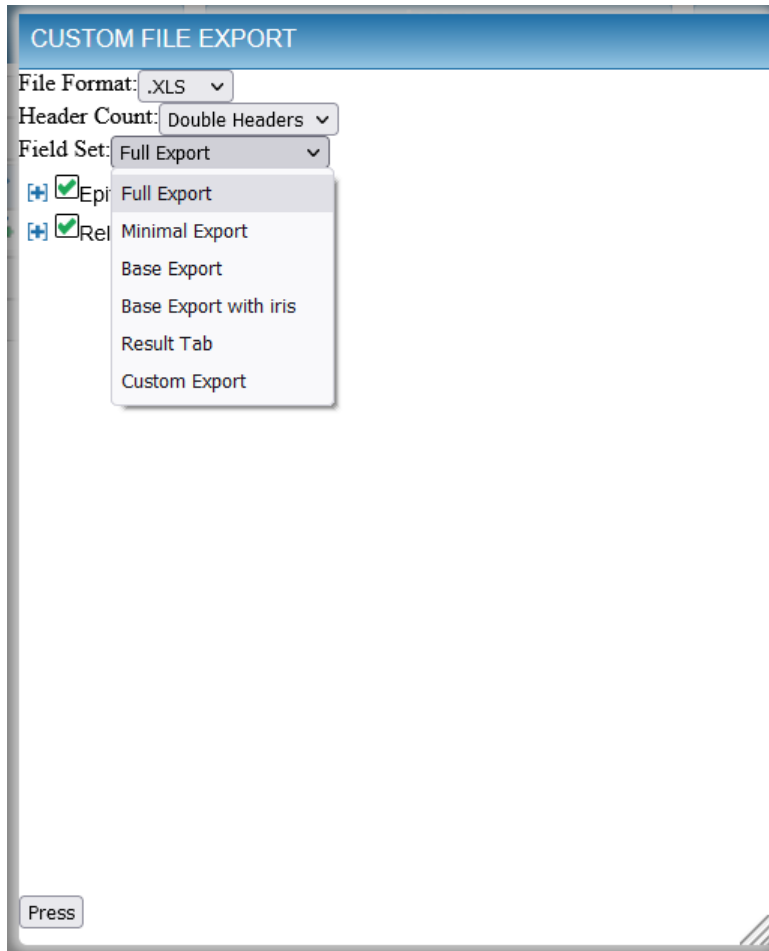 CUSTOM FILE EXPORT
File Format: .XLS
Header Count: Double Headers
Field Set: Full Export
Full Export
Minimal Export
Base Export
Base Export with iris
Result Tab
Custom Export
Press